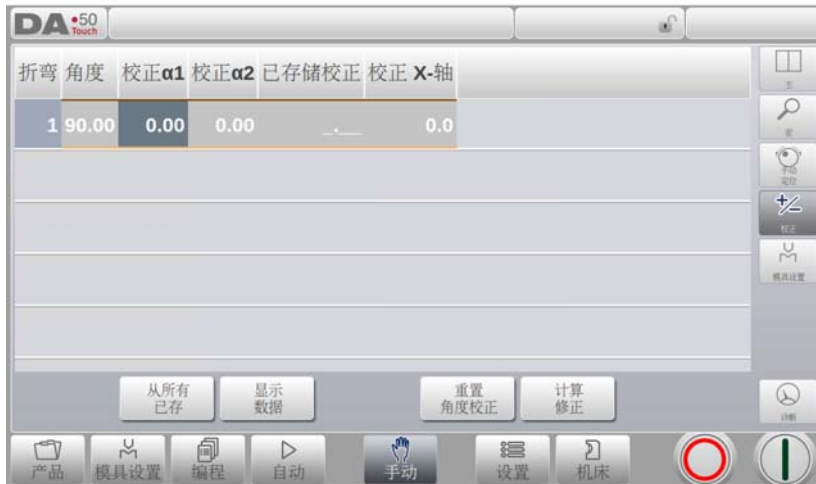 DA•50
Touch
折弯 角度 校正α1 校正α2 已存储校正 校正 X-轴
1 90.00 0.00 0.00 _.__ 0.0
手动
定位
校正
模具设置
诊断
从所有
已存
显示
数据
重置
角度校正
计算
修正
产品 模具设置 编程 自动 手动 设置 机床